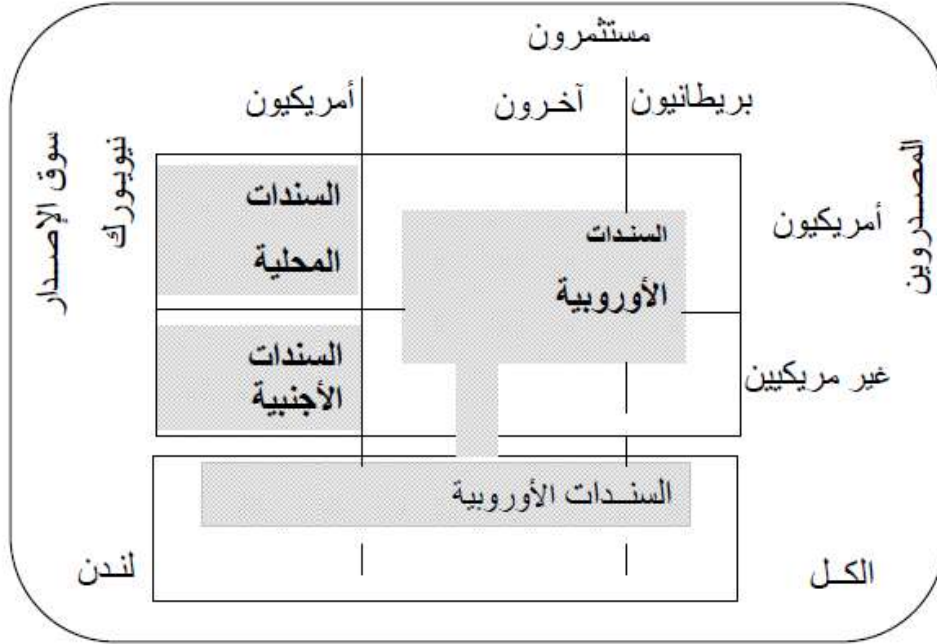 مستثمرون
بريطانيون
آخرون
أمريكيون
المصدروين
سوق الإصدار
نيويورك
أمريكيون
السندات
الأوروبية
السندات
المحلية
غير مريكيين
السندات
الأجنبية
السندات الأوروبية
الكل
لندن